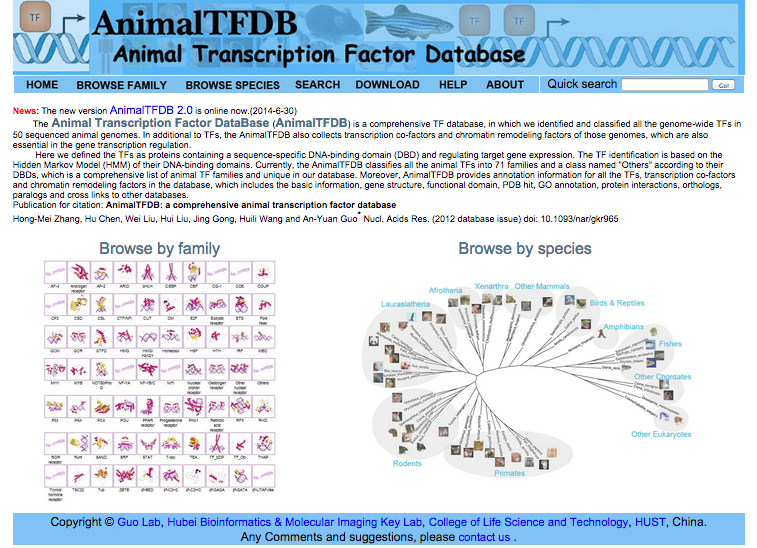 TF
AnimalTFDB
TF
TF
Animal Transcription Factor Database
HOME BROWSE FAMILY BROWSE SPECIES SEARCH DOWNLOAD HELP ABOUT Quick search Go!
News: The new version AnimalTFDB 2.0 is online now.(2014-6-30)
The Animal Transcription Factor DataBase (AnimalTFDB) is a comprehensive TF database, in which we identified and classified all the genome-wide TFs in
50 sequenced animal genomes. In additional to TFs, the AnimalTFDB also collects transcription co-factors and chromatin remodeling factors of those genomes, which are also
essential in the gene transcription regulation.
Here we defined the TFs as proteins containing a sequence-specific DNA-binding domain (DBD) and regulating target gene expression. The TF identification is based on the
Hidden Markov Model (HMM) of their DNA-binding domains. Currently, the AnimalTFDB classifies all the animal TFs into 71 families and a class named "Others" according to their
DBDs, which is a comprehensive list of animal TF families and unique in our database. Moreover, AnimalTFDB provides annotation information for all the TFs, transcription co-factors
and chromatin remodeling factors in the database, which includes the basic information, gene structure, functional domain, PDB hit, GO annotation, protein interactions, orthologs,
paralogs and cross links to other databases.
Publication for citation: AnimalTFDB: a comprehensive animal transcription factor database
Hong-Mei Zhang, Hu Chen, Wei Liu, Hui Liu, Jing Gong, Huili Wang and An-Yuan Guo* Nucl. Acids Res. (2012 database issue) doi: 10.1093/nar/gkr965
Browse by family
Browse by species
AF-4 Androgen receptor AP-2 ARID bHLH C/EBP CBF CG-1 COE COUP
CP2 CSD CSL CTF/NFI CUT DM E2F Ecdysis receptor ETS Fork head
GCM GCR GTF2I HMG HMGI/HMGY Homeobox HSF HTH IRF MBD
MH1 MYB NF-YA NF-YB/C NRF1 Nuclear orphan receptor Oestrogen receptor Other nuclear receptor Others
P53 PAX PC4 POU PPAR receptor Progesterone receptor Prox1 Retinoic acid receptor RFX RHD
ROR receptor Runt SAND SRF STAT T-box TEA TF_bZIP TF_Otx THAP
Thyroid hormone receptor TSC22 Tub ZBTB zf-BED zf-C2H2 zf-C2HC zf-GAGA zf-GATA zf-LITAF-like
Afrotheria Xenarthra Other Mammals
Laurasiatheria
Birds & Reptiles
Amphibians
Fishes
Other Chordates
Other Eukaryotes
Rodents
Primates
Copyright © Guo Lab, Hubei Bioinformatics & Molecular Imaging Key Lab, College of Life Science and Technology, HUST, China.
Any Comments and suggestions, please contact us .